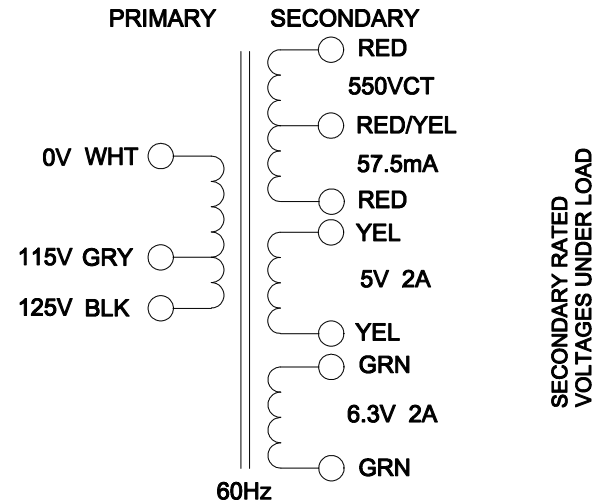 PRIMARY
SECONDARY
RED
550VCT
RED/YEL
57.5mA
RED
0V WHT
115V GRY
125V BLK
YEL
5V 2A
YEL
GRN
6.3V 2A
GRN
60Hz
SECONDARY RATED
VOLTAGES UNDER LOAD